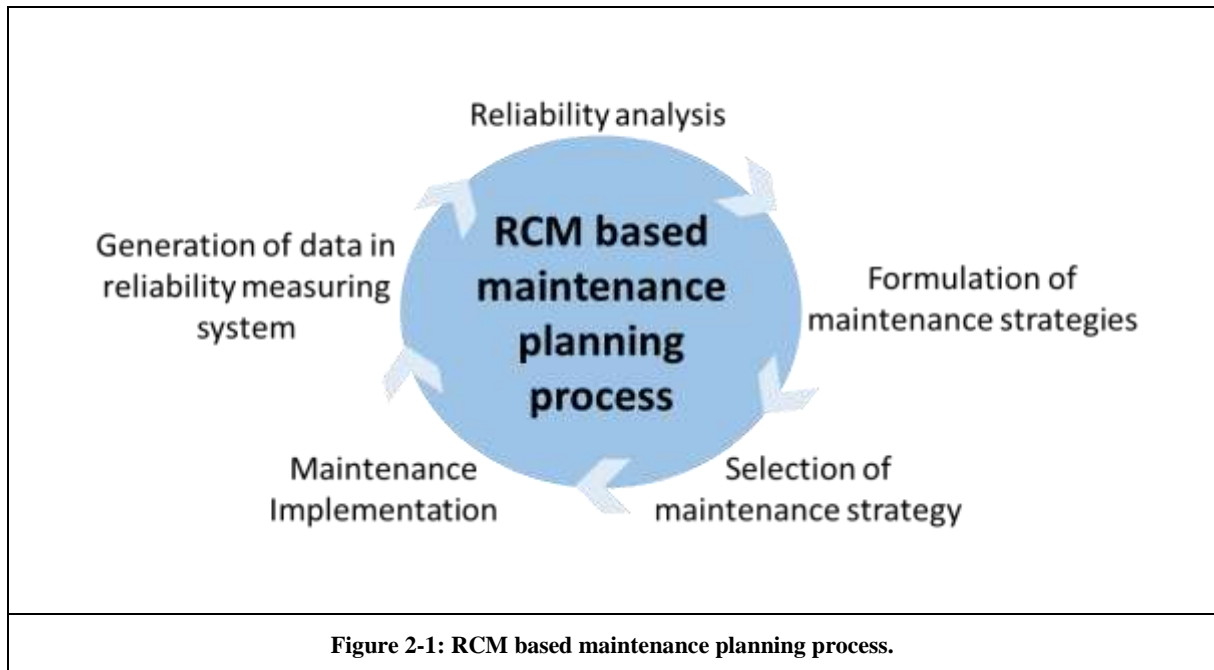 Reliability analysis
RCM based
maintenance
planning
process
Generation of data in
reliability measuring
system
Formulation of
maintenance strategies
Maintenance
Implementation
Selection of
maintenance strategy
Figure 2-1: RCM based maintenance planning process.